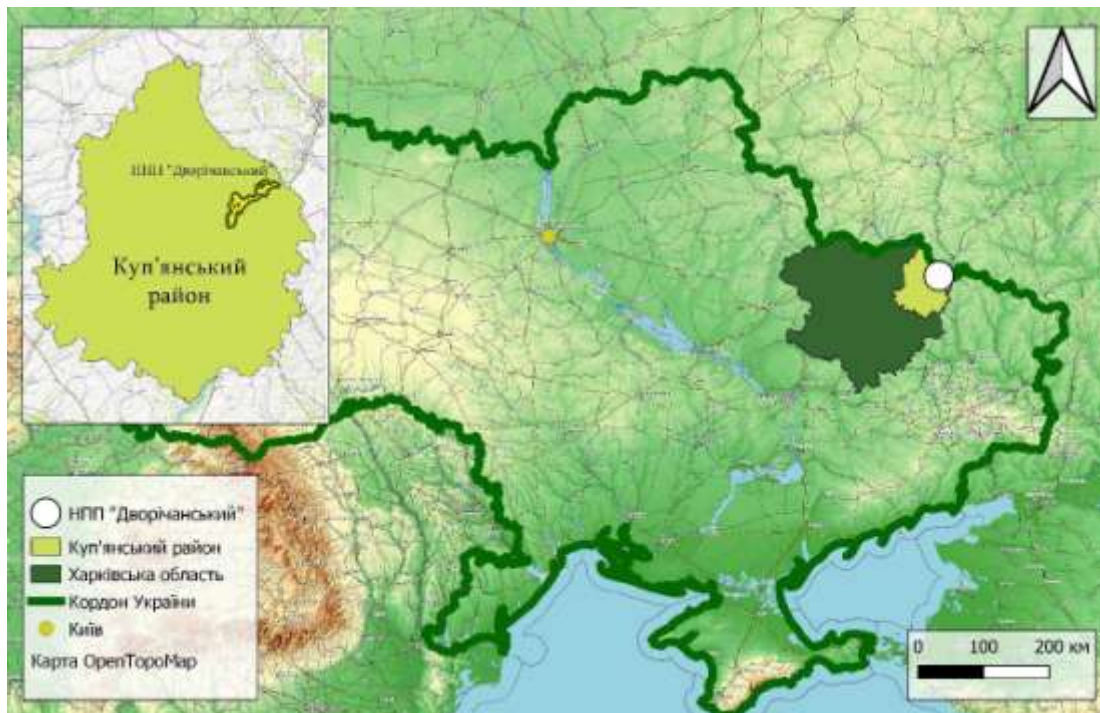 НПП "Дворічанський"
Куп'янський
район
НПП "Дворічанський"
Куп'янський район
Харківська область
Кордон України
Київ
Карта OpenTopoMap
0 100 200 км